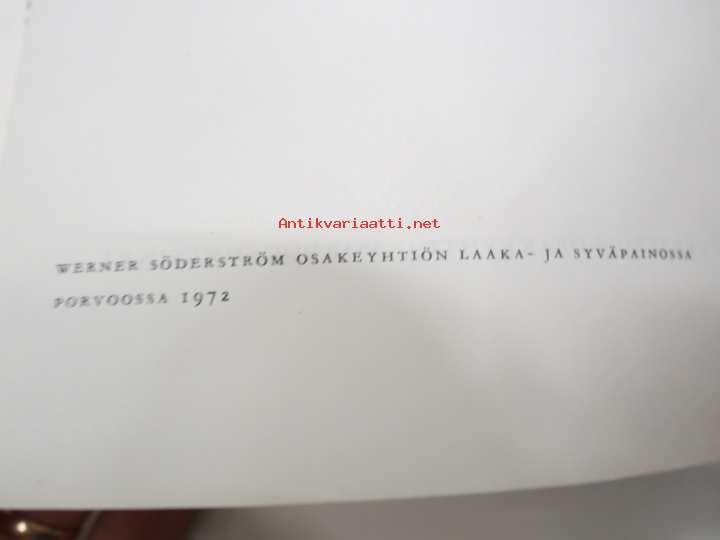 Antikvariaatti.net
WERNER SÖDERSTRÖM OSAKEYHTIÖN LAAKA- JA SYVÄPAINOSSA
PORVOOSSA 1972